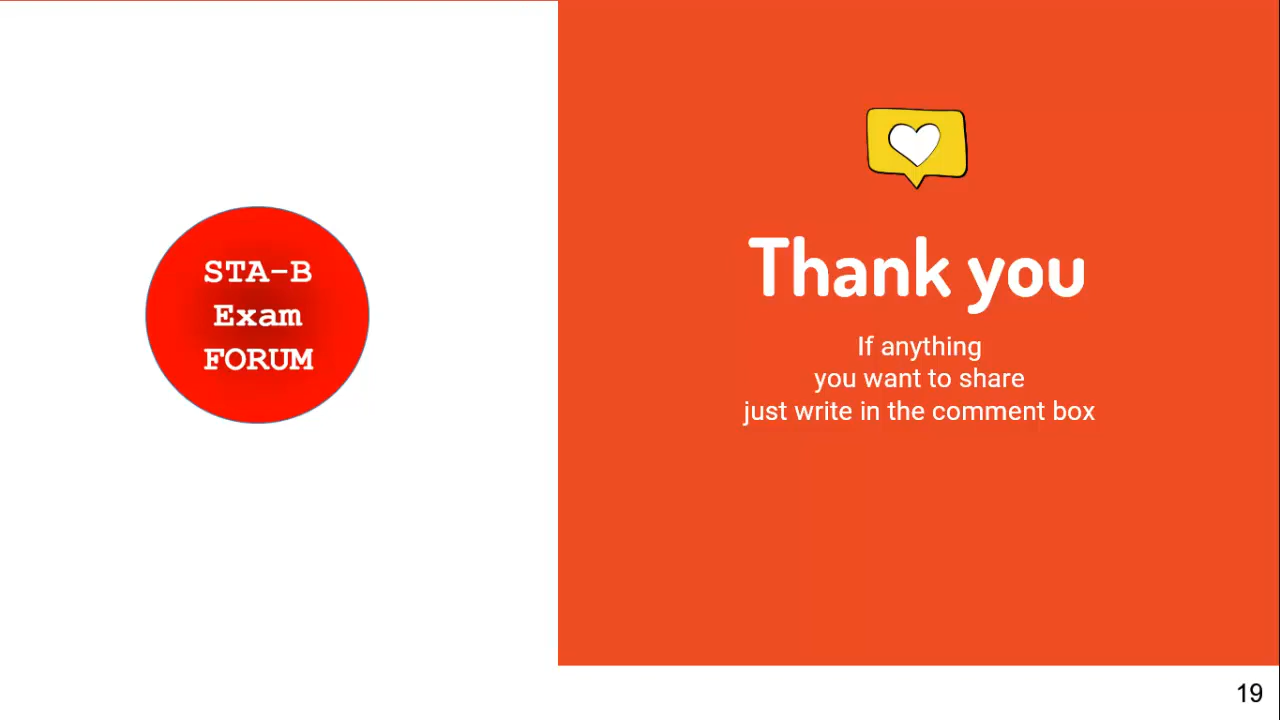 STA-B
Exam
FORUM
Thank you
If anything
you want to share
just write in the comment box
19